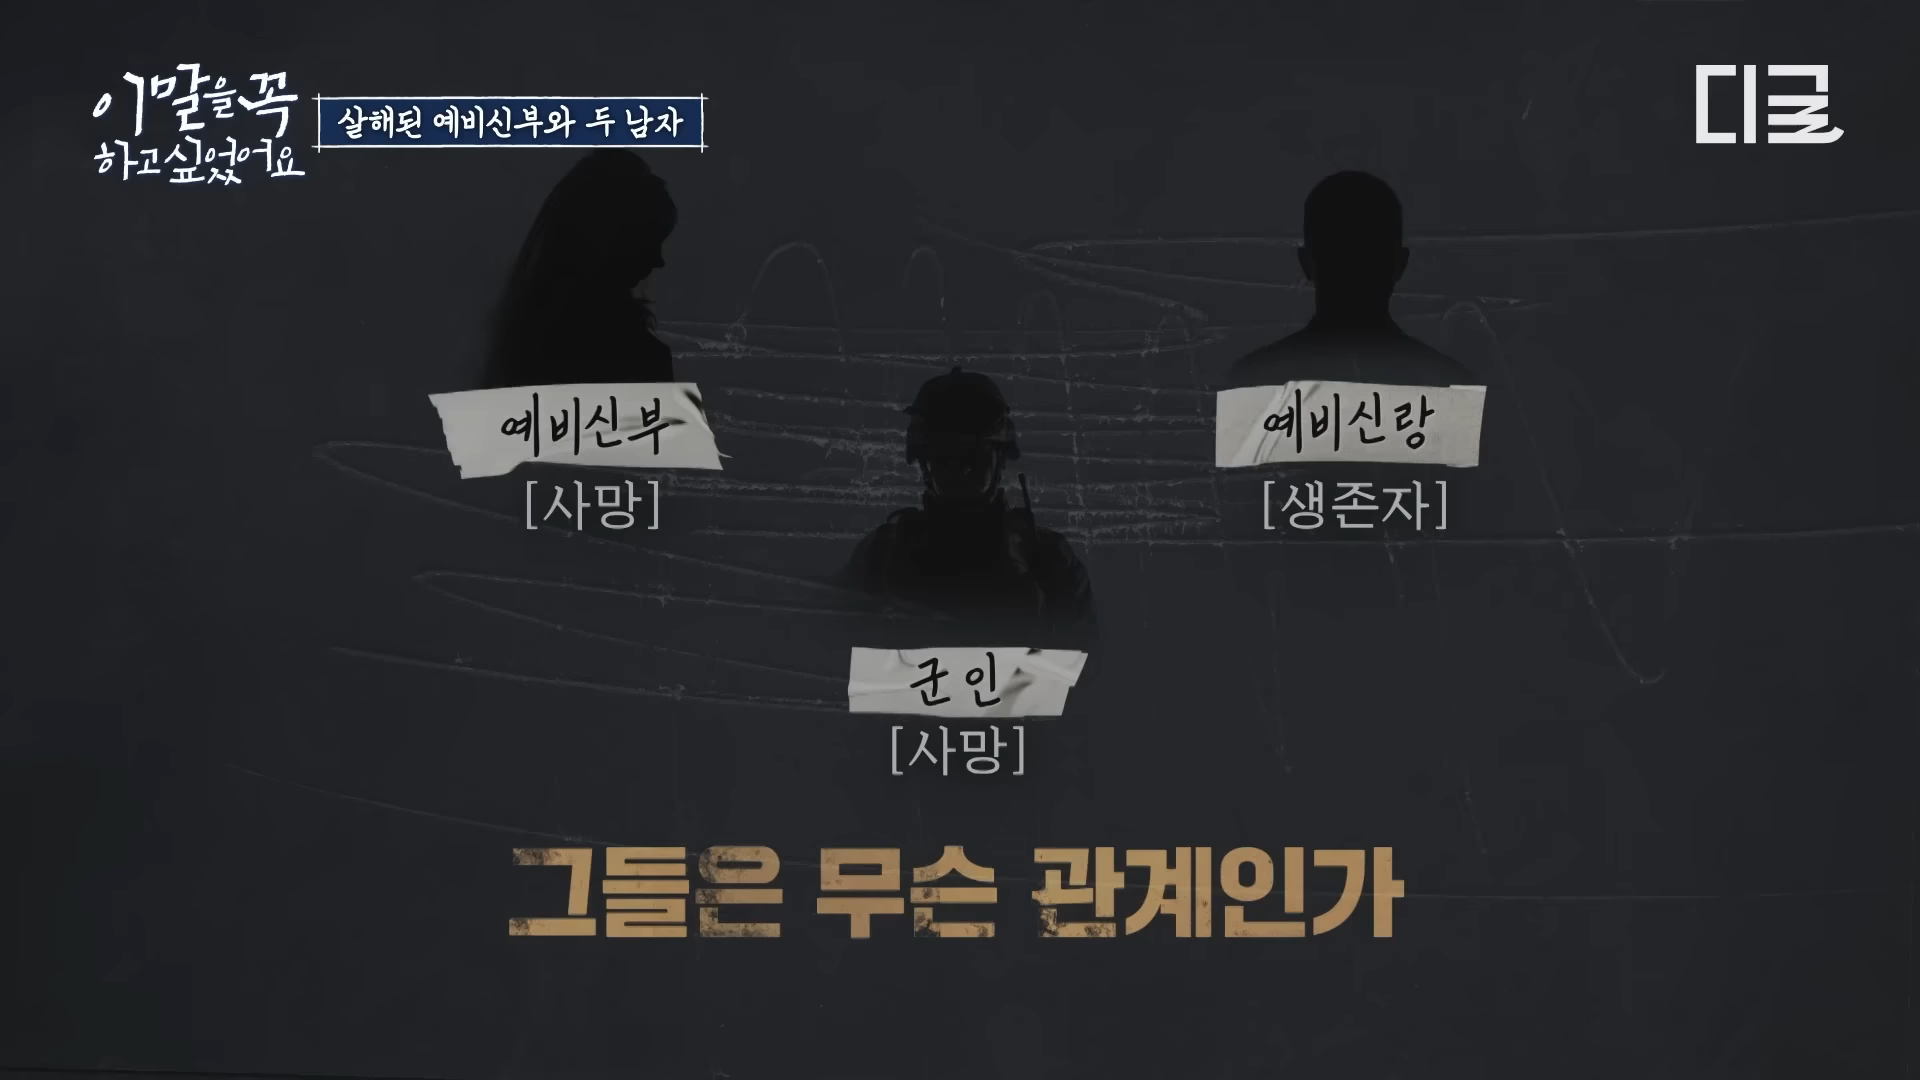 이 말을 꼭
하고 싶었어요
살해된 예비신부와 두 남자
디글
예비신부
[사망]
예비신랑
[생존자]
군인
[사망]
그들은 무슨 관계인가